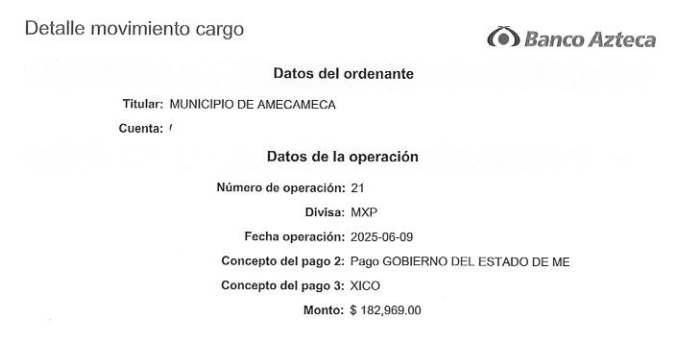 Detalle movimiento cargo
Banco Azteca
Datos del ordenante
Titular: MUNICIPIO DE AMECAMECA
Cuenta:
Datos de la operación
Número de operación: 21
Divisa: MXP
Fecha operación: 2025-06-09
Concepto del pago 2: Pago GOBIERNO DEL ESTADO DE ME
Concepto del pago 3: XICO
Monto: $ 182,969.00